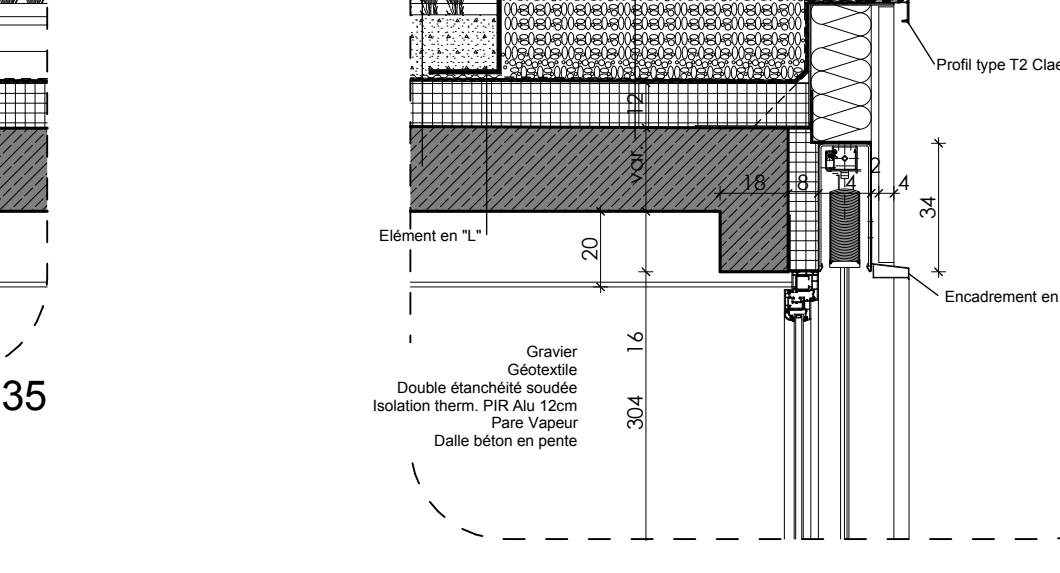 Profil type T2 Clae
12
var.
18
8
14
2
4
34
Elément en "L"
20
Encadrement en
16
304
Gravier
Géotextile
Double étanchéité soudée
Isolation therm. PIR Alu 12cm
Pare Vapeur
Dalle béton en pente
35